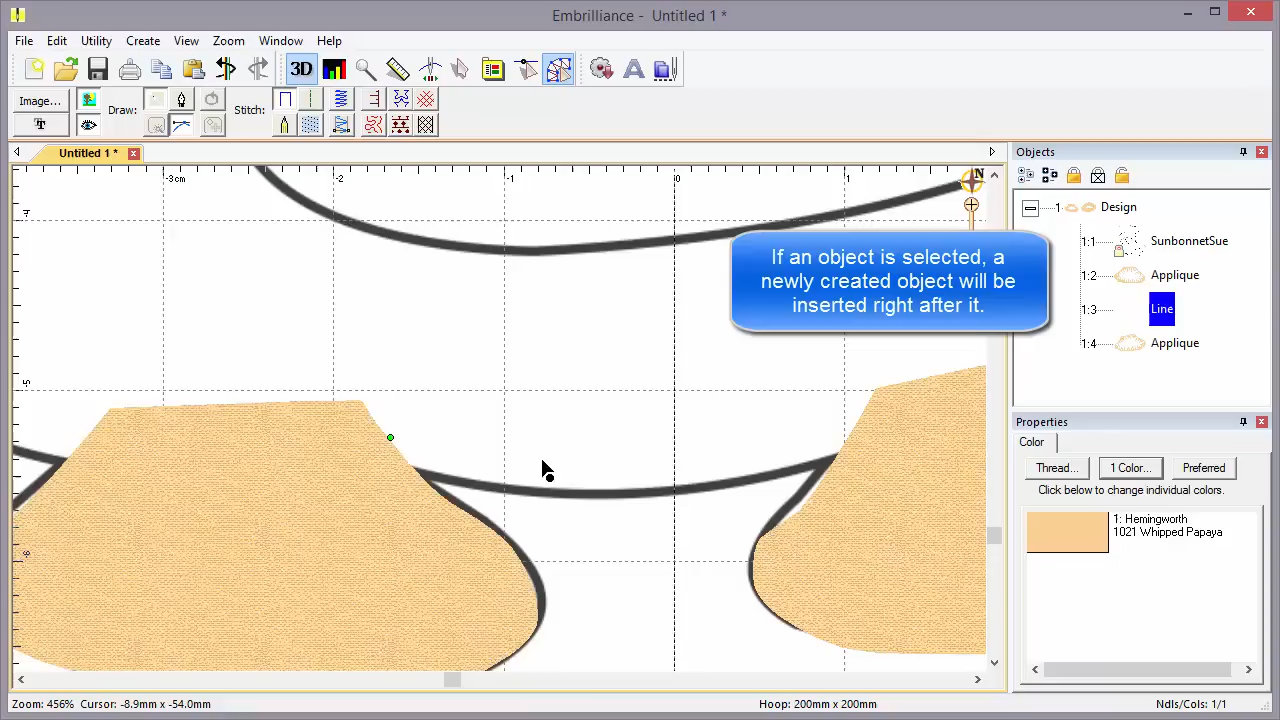 Embrilliance - Untitled 1 *
File Edit Utility Create View Zoom Window Help
3D
Image... Draw: Stitch:
Untitled 1 *
-3cm -2 -1 0 1
N
-5
-6
If an object is selected, a
newly created object will be
inserted right after it.
Objects
1 Design
1:1 SunbonnetSue
1:2 Applique
1:3 Line
1:4 Applique
Properties
Color
Thread... 1 Color... Preferred
Click below to change individual colors.
1: Hemingworth
1021 Whipped Papaya
Zoom: 456% Cursor: -8.9mm x -54.0mm Hoop: 200mm x 200mm Ndls/Cols: 1/1